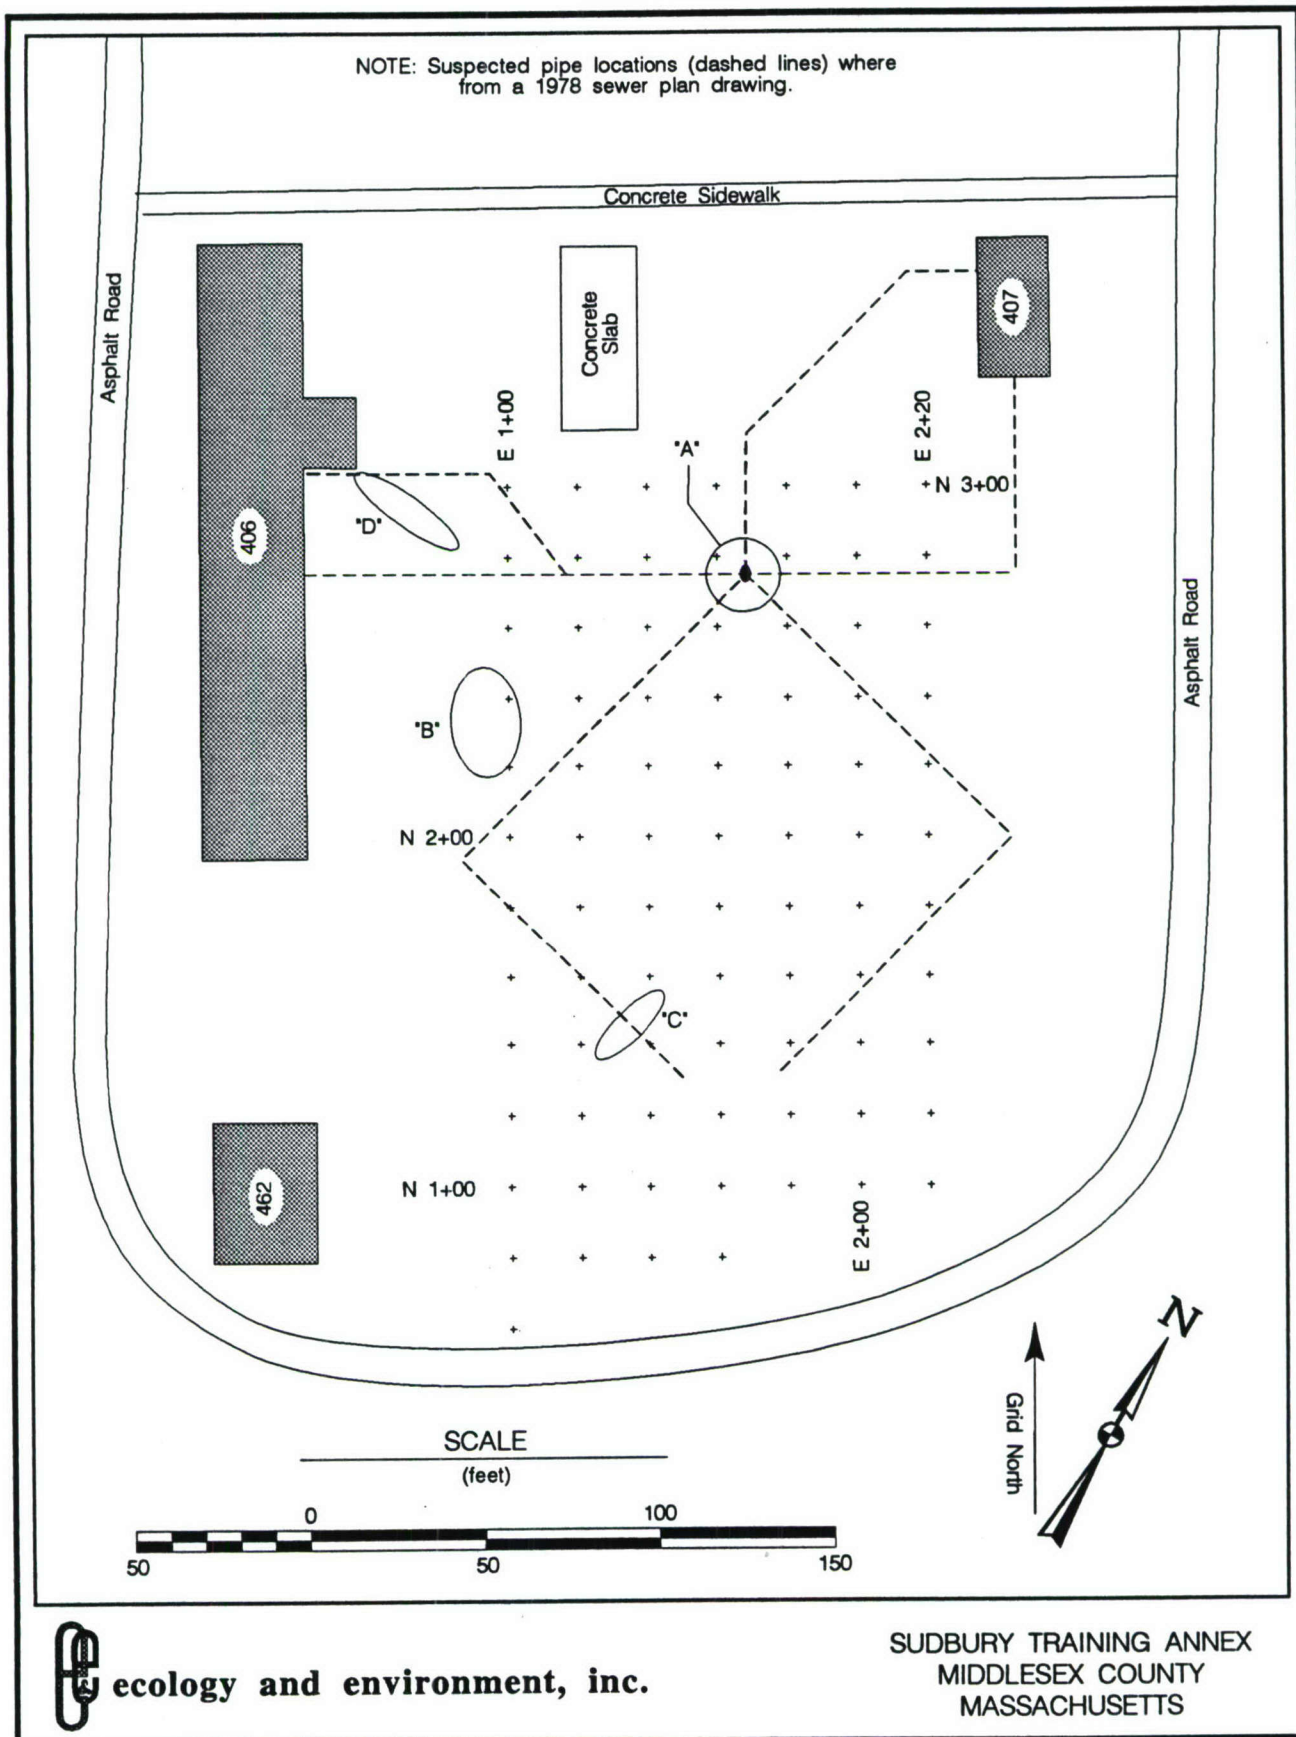 NOTE: Suspected pipe locations (dashed lines) where
from a 1978 sewer plan drawing.
Concrete Sidewalk
Asphalt Road
Concrete
Slab
407
E 1+00
E 2+20
"A"
N 3+00
"D"
406
Asphalt Road
"B"
N 2+00
"C"
462
N 1+00
E 2+00
N
Grid North
SCALE
(feet)
0
100
50
50
150
ecology and environment, inc.
SUDBURY TRAINING ANNEX
MIDDLESEX COUNTY
MASSACHUSETTS